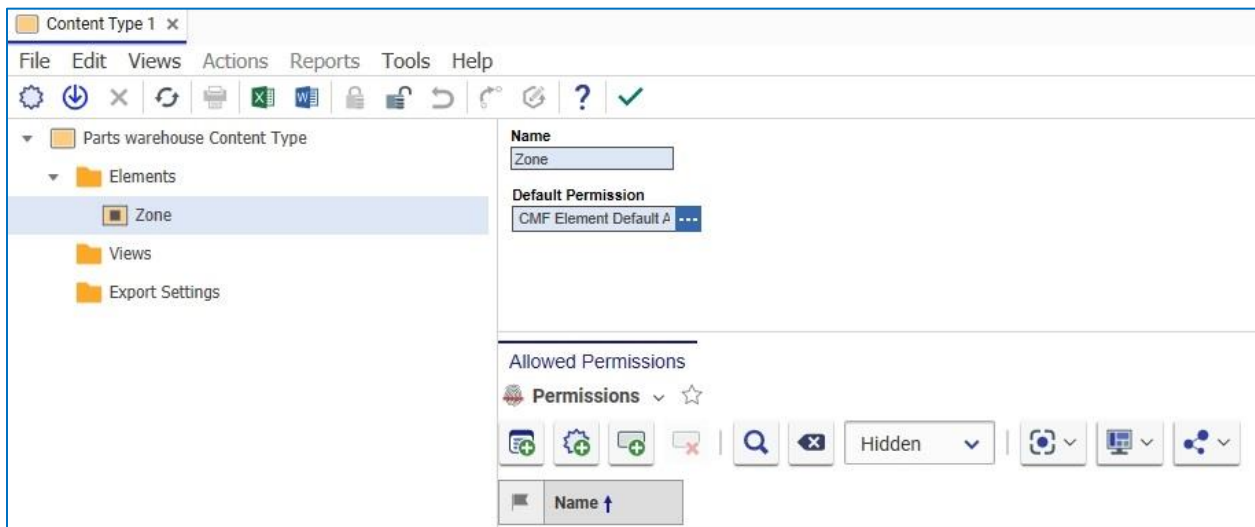 Content Type 1
File Edit Views Actions Reports Tools Help
Parts warehouse Content Type
Elements
Zone
Views
Export Settings
Name
Zone
Default Permission
CMF Element Default A
Allowed Permissions
Permissions
Hidden
Name